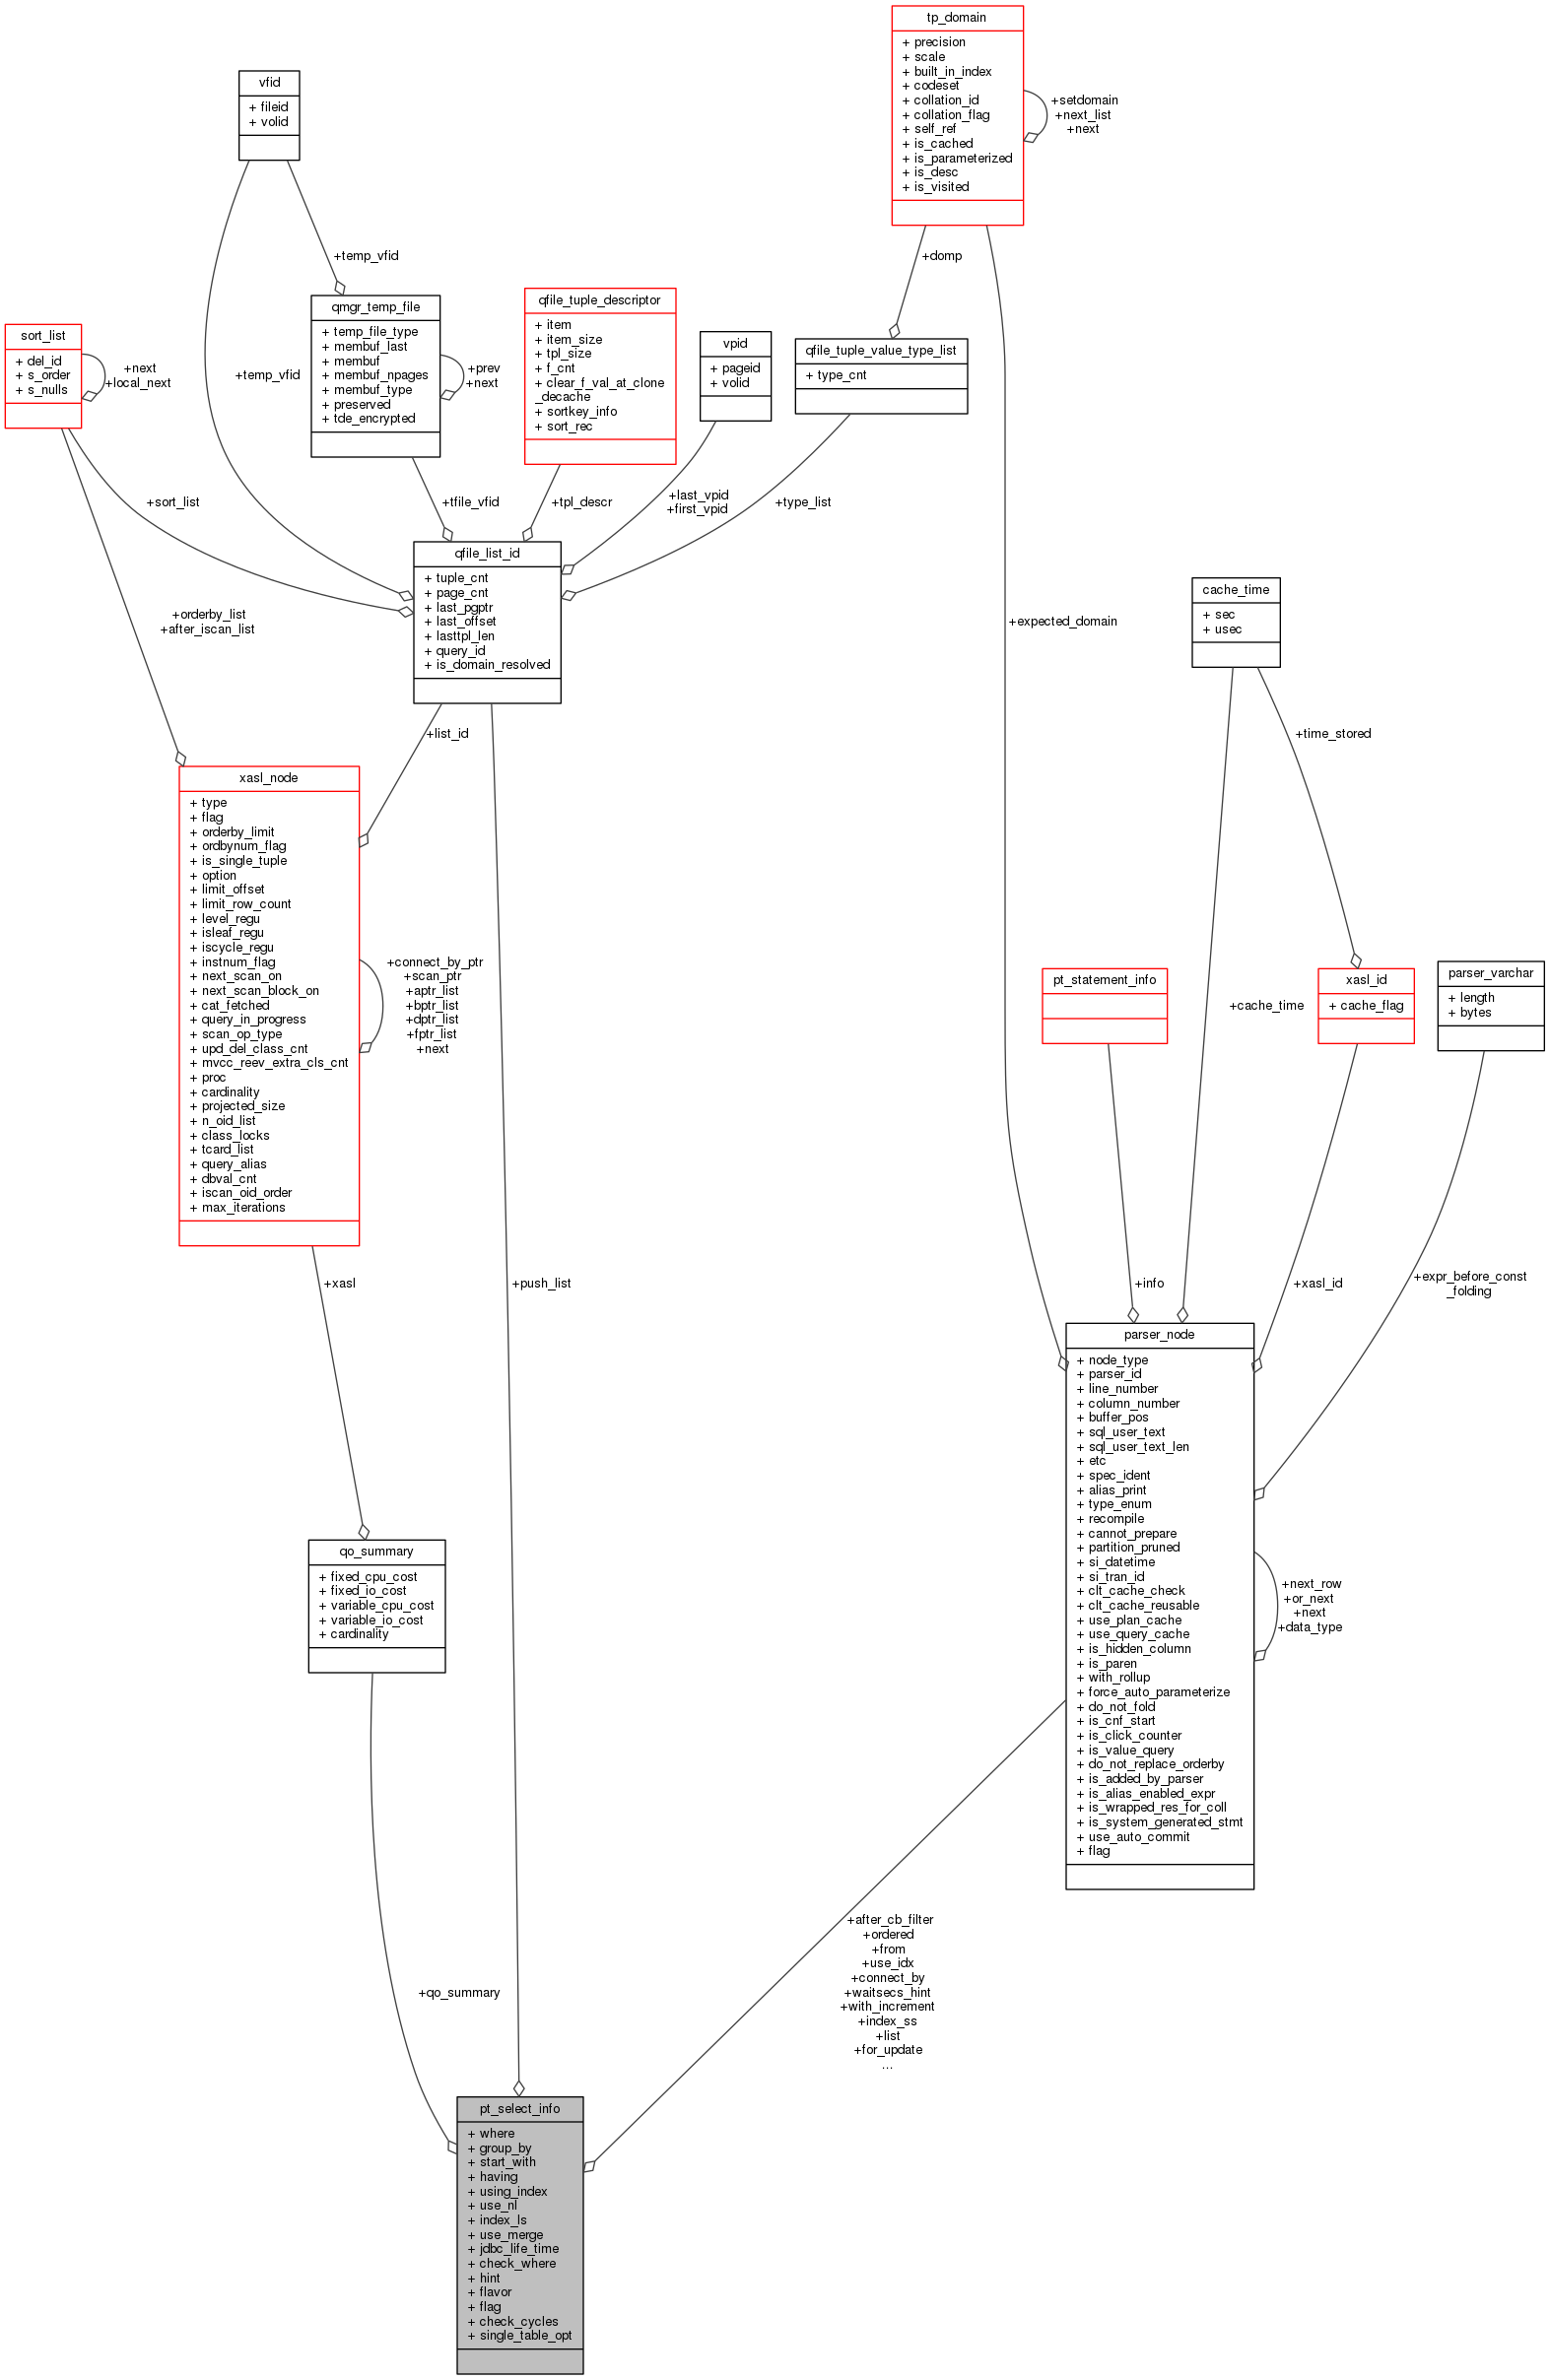 tp_domain
+ precision
+ scale
+ built_in_index
+ codeset
+ collation_id
+ collation_flag
+ self_ref
+ is_cached
+ is_parameterized
+ is_desc
+ is_visited
+setdomain
+next_list
+next
vfid
+ fileid
+ volid
+temp_vfid
+domp
qmgr_temp_file
+ temp_file_type
+ membuf_last
+ membuf
+ membuf_npages
+ membuf_type
+ preserved
+ tde_encrypted
+prev
+next
qfile_tuple_descriptor
+ item
+ item_size
+ tpl_size
+ f_cnt
+ clear_f_val_at_clone
_decache
+ sortkey_info
+ sort_rec
vpid
+ pageid
+ volid
qfile_tuple_value_type_list
+ type_cnt
sort_list
+ del_id
+ s_order
+ s_nulls
+next
+local_next
+temp_vfid
+sort_list
+tfile_vfid
+tpl_descr
+last_vpid
+first_vpid
+type_list
qfile_list_id
+ tuple_cnt
+ page_cnt
+ last_pgptr
+ last_offset
+ lasttpl_len
+ query_id
+ is_domain_resolved
+orderby_list
+after_iscan_list
+expected_domain
cache_time
+ sec
+ usec
+list_id
+time_stored
xasl_node
+ type
+ flag
+ orderby_limit
+ ordbynum_flag
+ is_single_tuple
+ option
+ limit_offset
+ limit_row_count
+ level_regu
+ isleaf_regu
+ iscycle_regu
+ instnum_flag
+ next_scan_on
+ next_scan_block_on
+ cat_fetched
+ query_in_progress
+ scan_op_type
+ upd_del_class_cnt
+ mvcc_reev_extra_cls_cnt
+ proc
+ cardinality
+ projected_size
+ n_oid_list
+ class_locks
+ tcard_list
+ query_alias
+ dbval_cnt
+ iscan_oid_order
+ max_iterations
+connect_by_ptr
+scan_ptr
+aptr_list
+bptr_list
+dptr_list
+fptr_list
+next
pt_statement_info
+cache_time
xasl_id
+ cache_flag
parser_varchar
+ length
+ bytes
+xasl
+push_list
+info
+xasl_id
+expr_before_const
_folding
parser_node
+ node_type
+ parser_id
+ line_number
+ column_number
+ buffer_pos
+ sql_user_text
+ sql_user_text_len
+ etc
+ spec_ident
+ alias_print
+ type_enum
+ recompile
+ cannot_prepare
+ partition_pruned
+ si_datetime
+ si_tran_id
+ clt_cache_check
+ clt_cache_reusable
+ use_plan_cache
+ use_query_cache
+ is_hidden_column
+ is_paren
+ with_rollup
+ force_auto_parameterize
+ do_not_fold
+ is_cnf_start
+ is_click_counter
+ is_value_query
+ do_not_replace_orderby
+ is_added_by_parser
+ is_alias_enabled_expr
+ is_wrapped_res_for_coll
+ is_system_generated_stmt
+ use_auto_commit
+ flag
+next_row
+or_next
+next
+data_type
qo_summary
+ fixed_cpu_cost
+ fixed_io_cost
+ variable_cpu_cost
+ variable_io_cost
+ cardinality
+qo_summary
+after_cb_filter
+ordered
+from
+use_idx
+connect_by
+waitsecs_hint
+with_increment
+index_ss
+list
+for_update
...
pt_select_info
+ where
+ group_by
+ start_with
+ having
+ using_index
+ use_nl
+ index_ls
+ use_merge
+ jdbc_life_time
+ check_where
+ hint
+ flavor
+ flag
+ check_cycles
+ single_table_opt